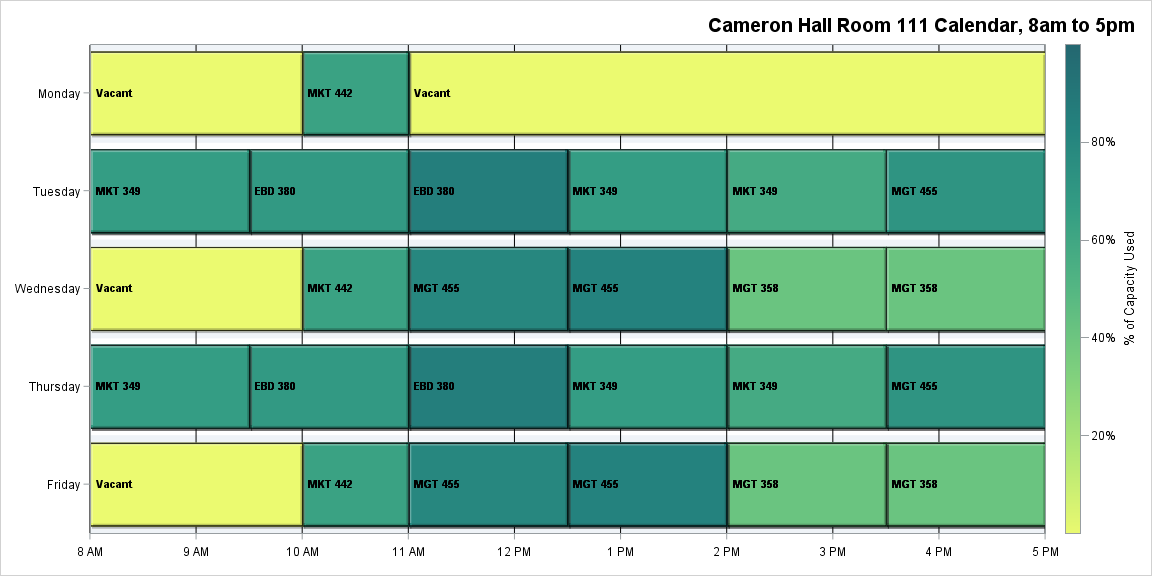 Cameron Hall Room 111 Calendar, 8am to 5pm
Monday Vacant MKT 442 Vacant
80%
Tuesday MKT 349 EBD 380 EBD 380 MKT 349 MKT 349 MGT 455
60%
% of Capacity Used
Wednesday Vacant MKT 442 MGT 455 MGT 455 MGT 358 MGT 358
40%
Thursday MKT 349 EBD 380 EBD 380 MKT 349 MKT 349 MGT 455
20%
Friday Vacant MKT 442 MGT 455 MGT 455 MGT 358 MGT 358
8 AM 9 AM 10 AM 11 AM 12 PM 1 PM 2 PM 3 PM 4 PM 5 PM